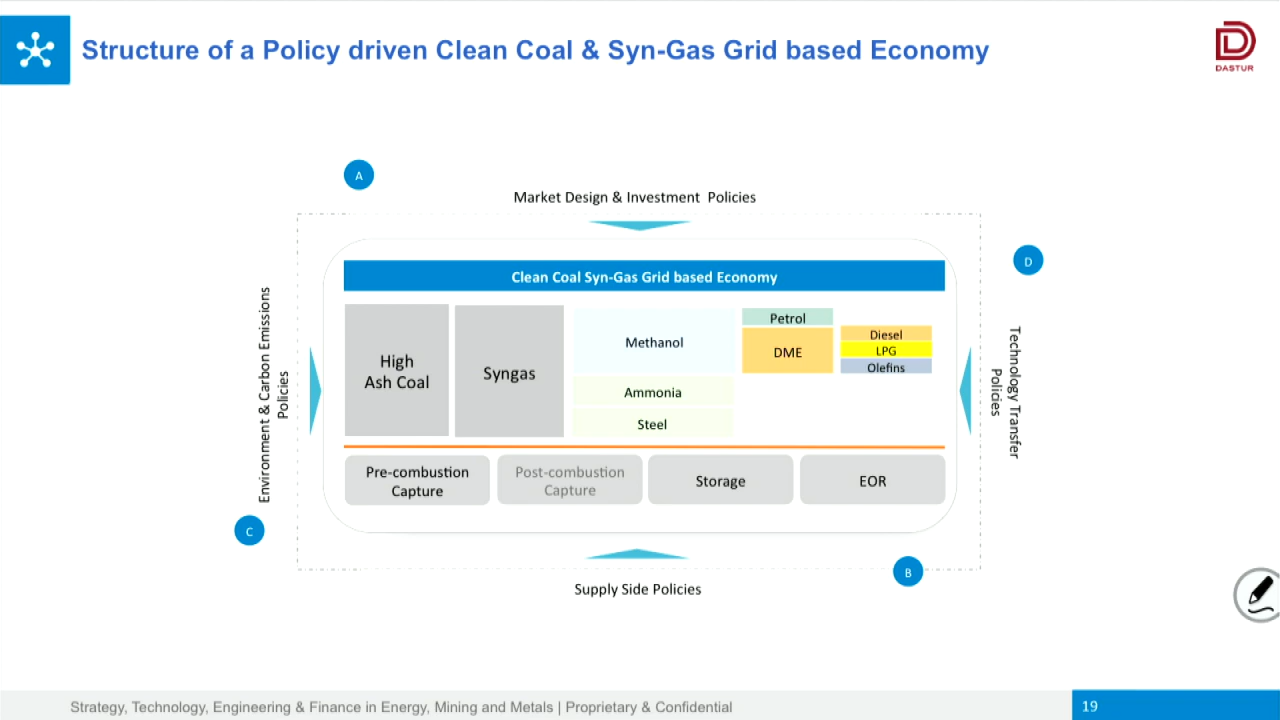 Structure of a Policy driven Clean Coal & Syn-Gas Grid based Economy
DASTUR
A
Market Design & Investment Policies
D
Clean Coal Syn-Gas Grid based Economy
High
Ash Coal
Syngas
Methanol
Ammonia
Steel
Petrol
DME
Diesel
LPG
Olefins
Environment & Carbon Emissions
Policies
Technology Transfer
Policies
Pre-combustion
Capture
Post-combustion
Capture
Storage
EOR
C
B
Supply Side Policies
Strategy, Technology, Engineering & Finance in Energy, Mining and Metals | Proprietary & Confidential
19